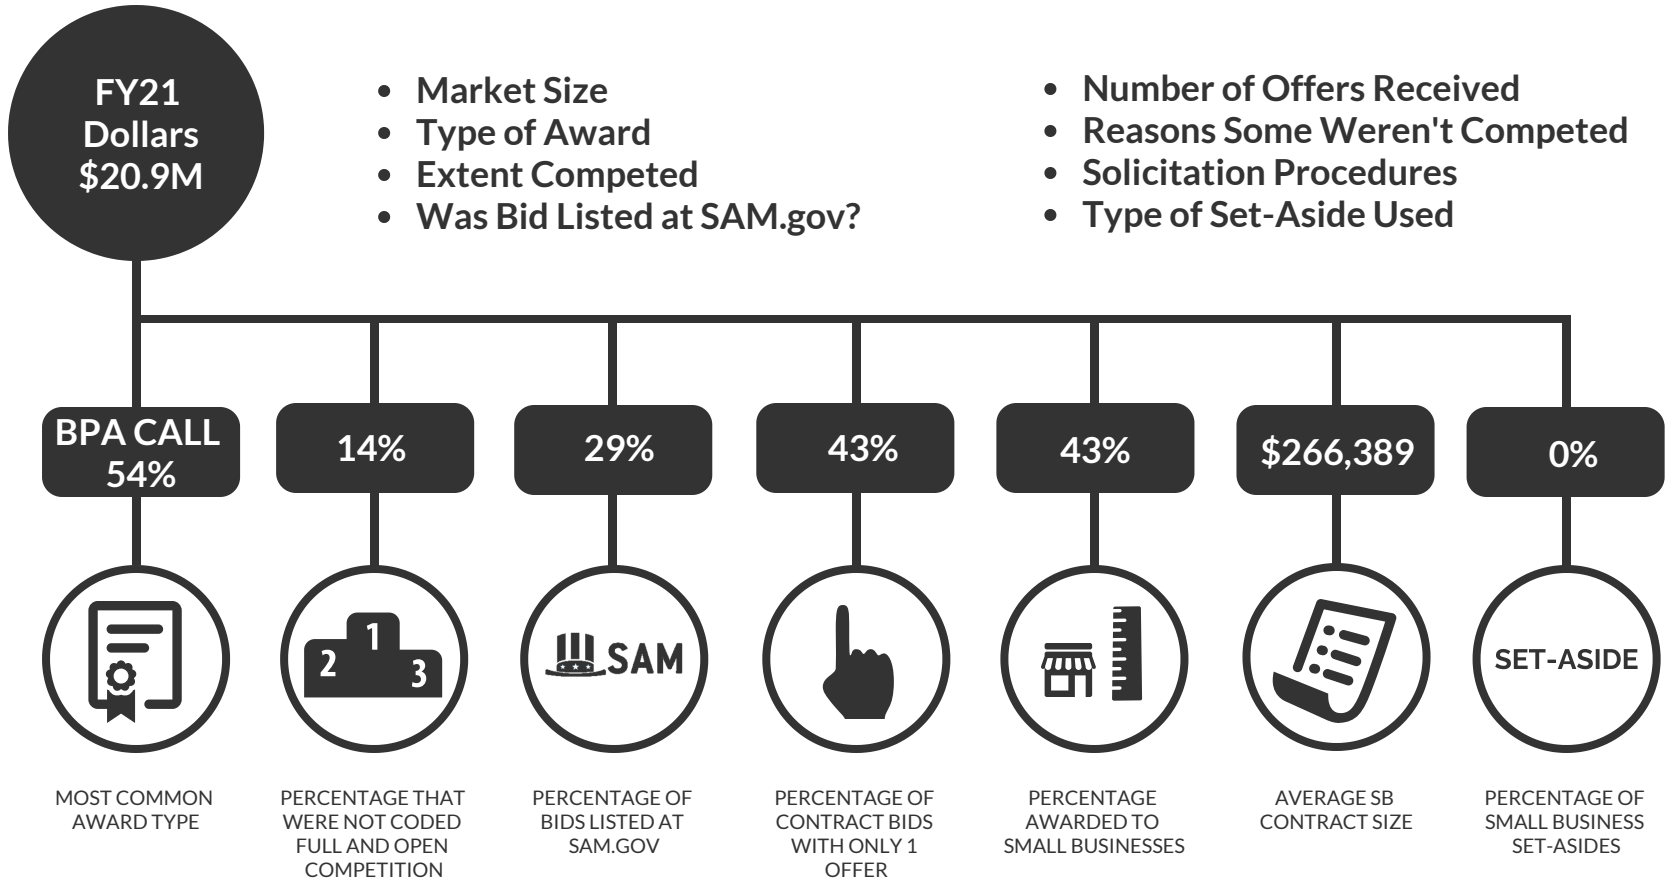 FY21
Dollars
$20.9M
• Market Size
• Type of Award
• Extent Competed
• Was Bid Listed at SAM.gov?
• Number of Offers Received
• Reasons Some Weren't Competed
• Solicitation Procedures
• Type of Set-Aside Used
BPA CALL
54%
14%
29%
43%
43%
$266,389
0%
1
2
3
SAM
SET-ASIDE
MOST COMMON
AWARD TYPE
PERCENTAGE THAT
WERE NOT CODED
FULL AND OPEN
COMPETITION
PERCENTAGE OF
BIDS LISTED AT
SAM.GOV
PERCENTAGE OF
CONTRACT BIDS
WITH ONLY 1
OFFER
PERCENTAGE
AWARDED TO
SMALL BUSINESSES
AVERAGE SB
CONTRACT SIZE
PERCENTAGE OF
SMALL BUSINESS
SET-ASIDES